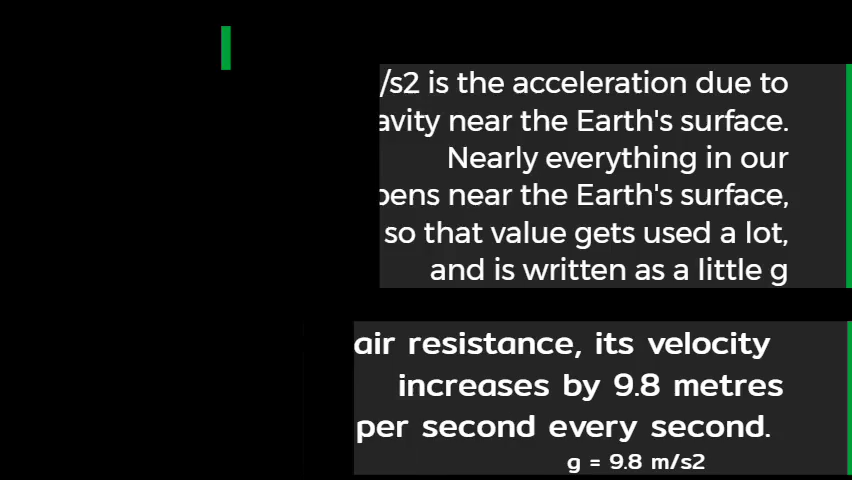 /s2 is the acceleration due to
avity near the Earth's surface.
Nearly everything in our
pens near the Earth's surface,
so that value gets used a lot,
and is written as a little g
air resistance, its velocity
increases by 9.8 metres
per second every second.
g = 9.8 m/s2